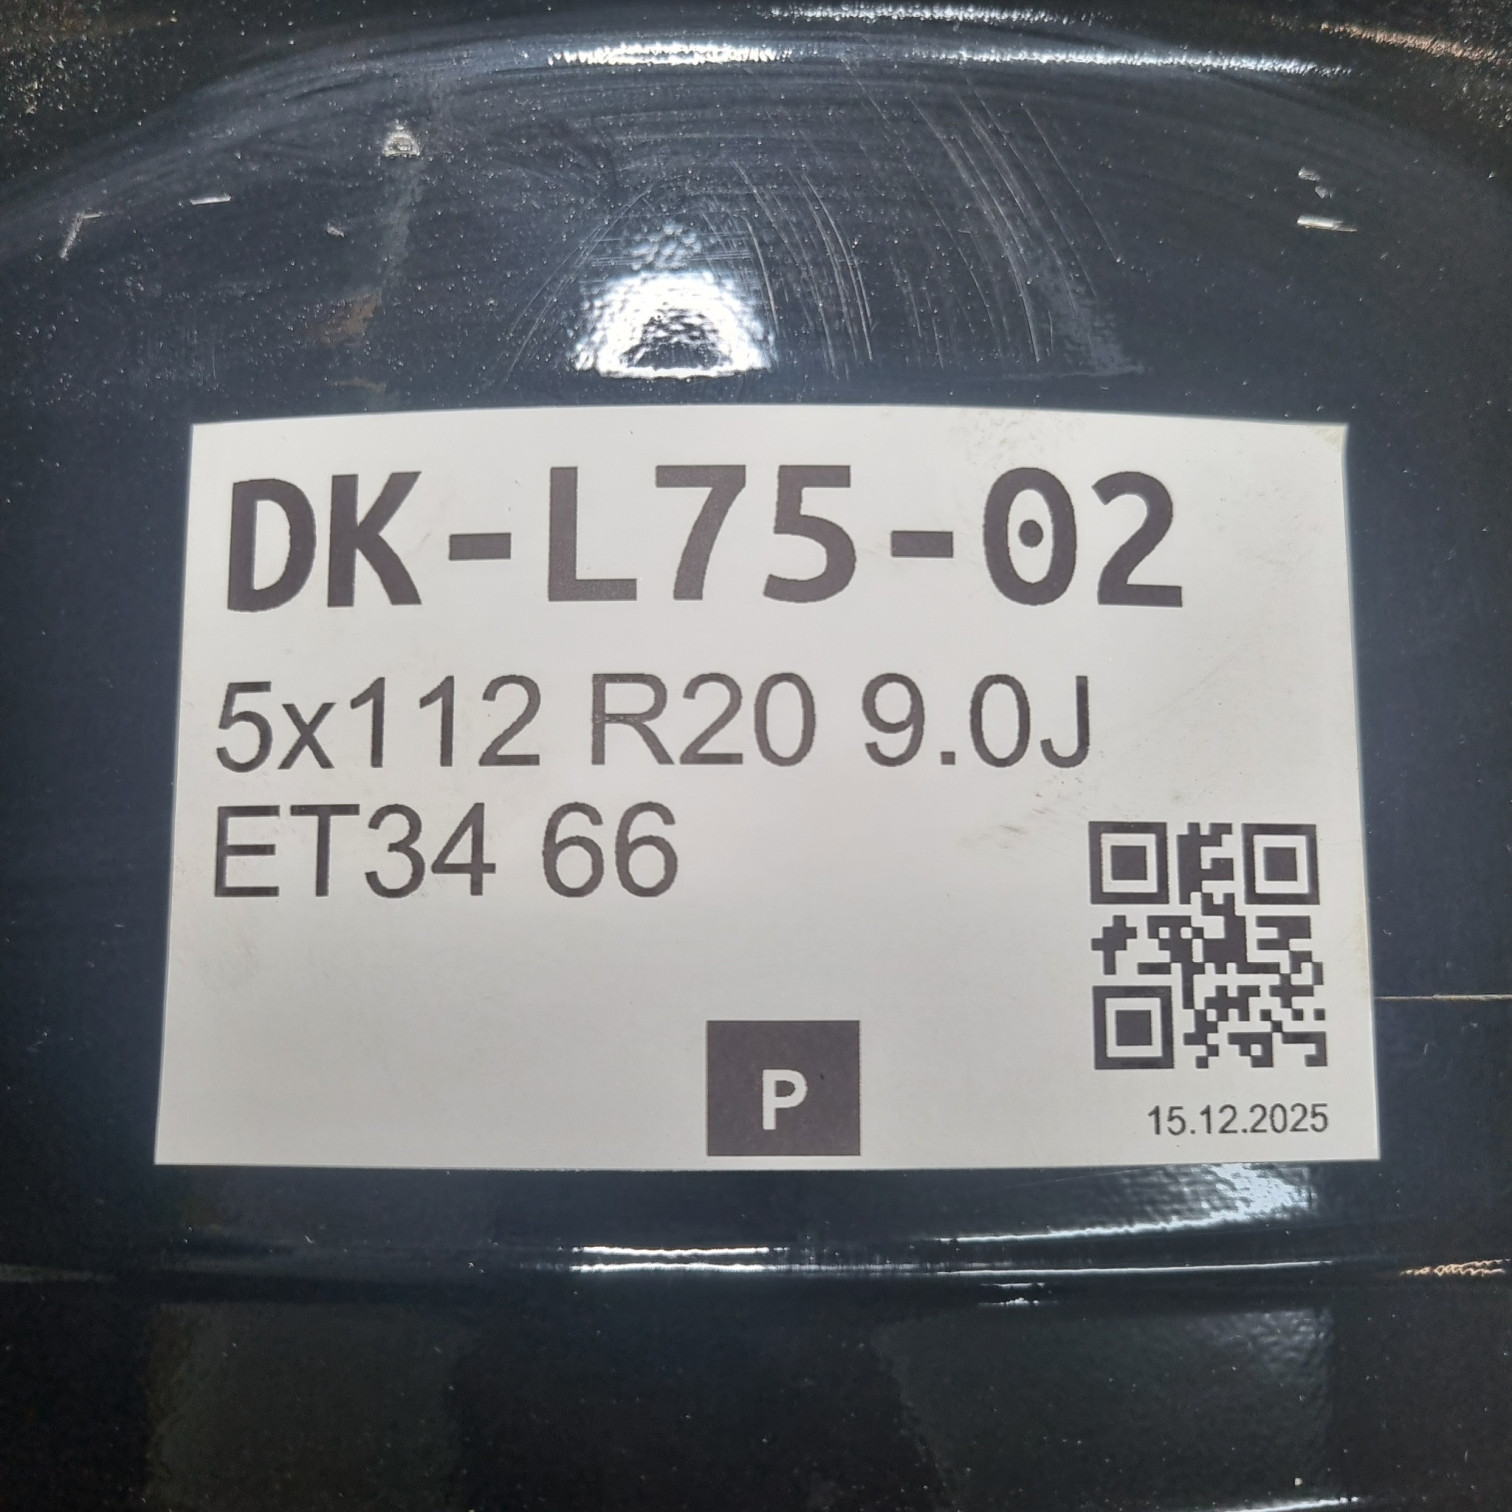 DK-L75-02
5x112 R20 9.0J
ET34 66
P
15.12.2025